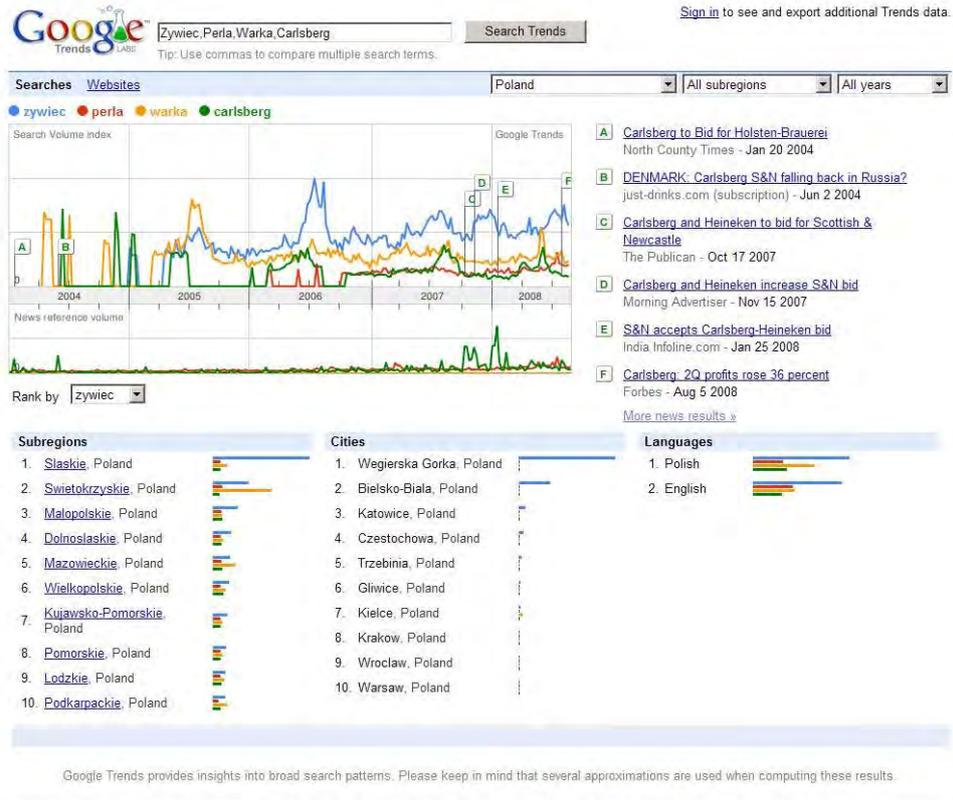 Sign in to see and export additional Trends data.
Google™
Trends LABS
Zywiec,Perla,Warka,Carlsberg
Search Trends
Tip: Use commas to compare multiple search terms.
Searches Websites
Poland All subregions All years
zywiec perla warka carlsberg
Search Volume index Google Trends
A
B
C
D
E
F
0
2004 2005 2006 2007 2008
News reference volume
0
A Carlsberg to Bid for Holsten-Brauerei
North County Times - Jan 20 2004
B DENMARK: Carlsberg S&N falling back in Russia?
just-drinks.com (subscription) - Jun 2 2004
C Carlsberg and Heineken to bid for Scottish &
Newcastle
The Publican - Oct 17 2007
D Carlsberg and Heineken increase S&N bid
Morning Advertiser - Nov 15 2007
E S&N accepts Carlsberg-Heineken bid
India Infoline.com - Jan 25 2008
F Carlsberg: 2Q profits rose 36 percent
Forbes - Aug 5 2008
More news results »
Rank by zywiec
Subregions
1. Slaskie, Poland
2. Swietokrzyskie, Poland
3. Malopolskie, Poland
4. Dolnoslaskie, Poland
5. Mazowieckie, Poland
6. Wielkopolskie, Poland
7. Kujawsko-Pomorskie,
Poland
8. Pomorskie, Poland
9. Lodzkie, Poland
10. Podkarpackie, Poland
Cities
1. Wegierska Gorka, Poland
2. Bielsko-Biala, Poland
3. Katowice, Poland
4. Czestochowa, Poland
5. Trzebinia, Poland
6. Gliwice, Poland
7. Kielce, Poland
8. Krakow, Poland
9. Wroclaw, Poland
10. Warsaw, Poland
Languages
1. Polish
2. English
Google Trends provides insights into broad search patterns. Please keep in mind that several approximations are used when computing these results.